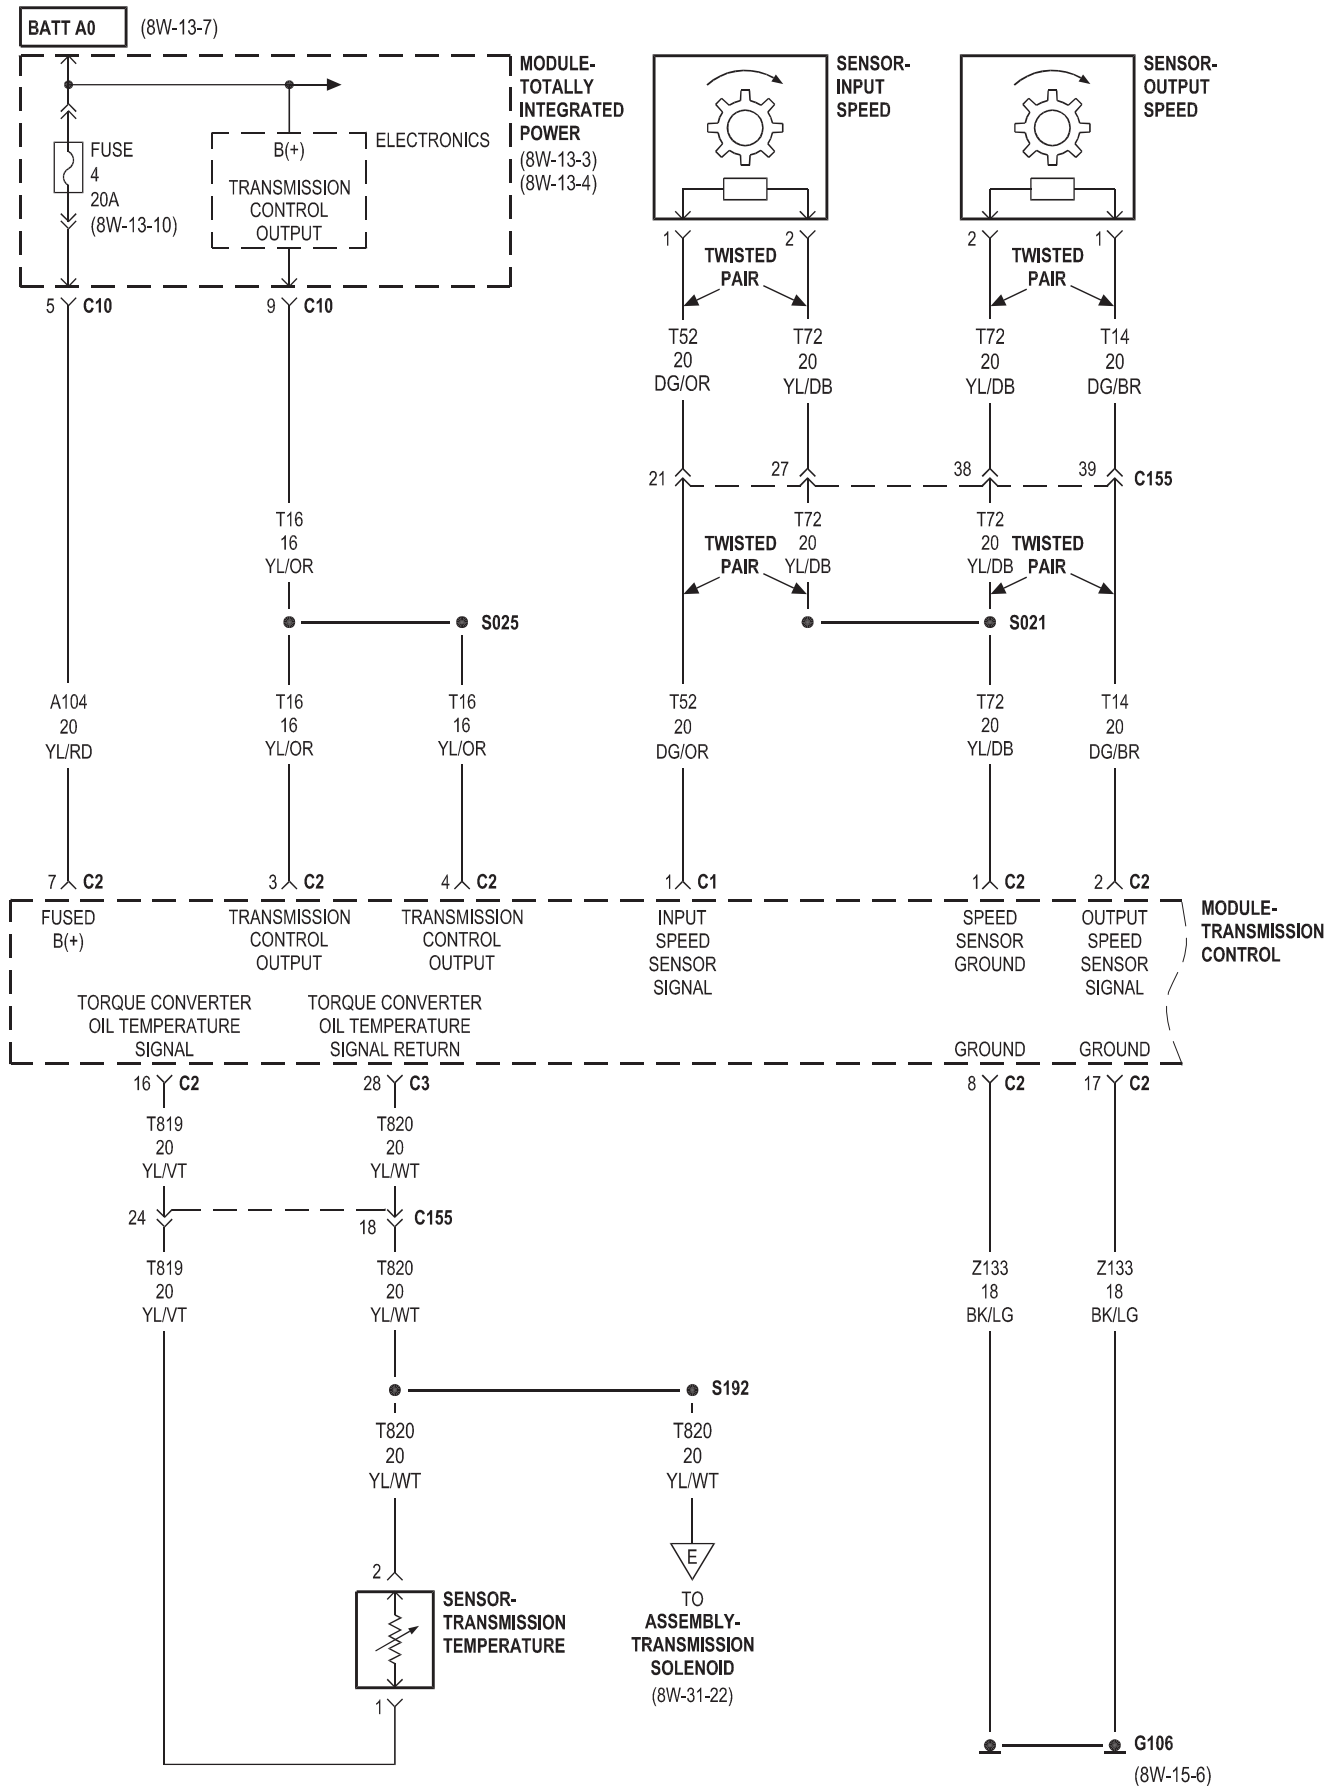 BATT A0 (8W-13-7)
MODULE-
TOTALLY
INTEGRATED
POWER
(8W-13-3)
(8W-13-4)
FUSE
4
20A
(8W-13-10)
B(+)
TRANSMISSION
CONTROL
OUTPUT
ELECTRONICS
SENSOR-
INPUT
SPEED
SENSOR-
OUTPUT
SPEED
1 2 2 1
TWISTED
PAIR
TWISTED
PAIR
5 C10 9 C10
T52
20
DG/OR
T72
20
YL/DB
T72
20
YL/DB
T14
20
DG/BR
21 27 38 39 C155
T16
16
YL/OR
T72
20
YL/DB
T72
20
YL/DB
TWISTED
PAIR
TWISTED
PAIR
S025 S021
A104
20
YL/RD
T16
16
YL/OR
T16
16
YL/OR
T52
20
DG/OR
T72
20
YL/DB
T14
20
DG/BR
7 C2 3 C2 4 C2 1 C1 1 C2 2 C2
FUSED
B(+)
TRANSMISSION
CONTROL
OUTPUT
TRANSMISSION
CONTROL
OUTPUT
INPUT
SPEED
SENSOR
SIGNAL
SPEED
SENSOR
GROUND
OUTPUT
SPEED
SENSOR
SIGNAL
MODULE-
TRANSMISSION
CONTROL
TORQUE CONVERTER
OIL TEMPERATURE
SIGNAL
TORQUE CONVERTER
OIL TEMPERATURE
SIGNAL RETURN
GROUND GROUND
16 C2 28 C3 8 C2 17 C2
T819
20
YL/VT
T820
20
YL/WT
24 18 C155
T819
20
YL/VT
T820
20
YL/WT
Z133
18
BK/LG
Z133
18
BK/LG
S192
T820
20
YL/WT
T820
20
YL/WT
E
TO
ASSEMBLY-
TRANSMISSION
SOLENOID
(8W-31-22)
2
SENSOR-
TRANSMISSION
TEMPERATURE
1
G106
(8W-15-6)